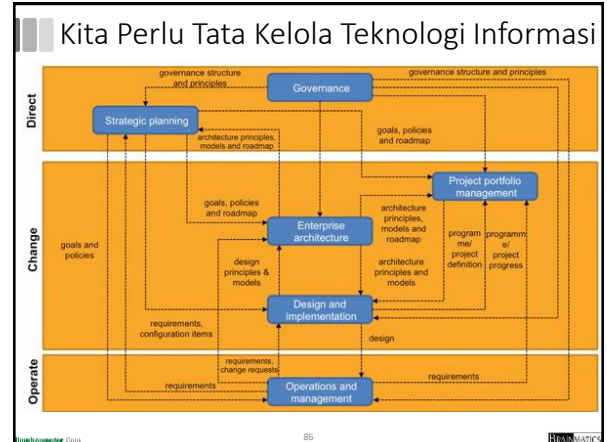 Kita Perlu Tata Kelola Teknologi Informasi
Direct
governance structure
and principles
Governance
governance structure and principles
Strategic planning
architecture principles,
models and roadmap
goals, policies
and roadmap
Change
Project portfolio
management
goals, policies
and roadmap
goals and
policies
Enterprise
architecture
architecture
principles,
models and
roadmap
program
me/
project
definition
programm
e/
project
progress
design
principles &
models
architecture
principles and
models
Design and
implementation
requirements,
configuration items
design
Operate
requirements,
change requests
requirements
Operations and
management
requirements
IlmuKomputer.Com
86
BRAINMATICS